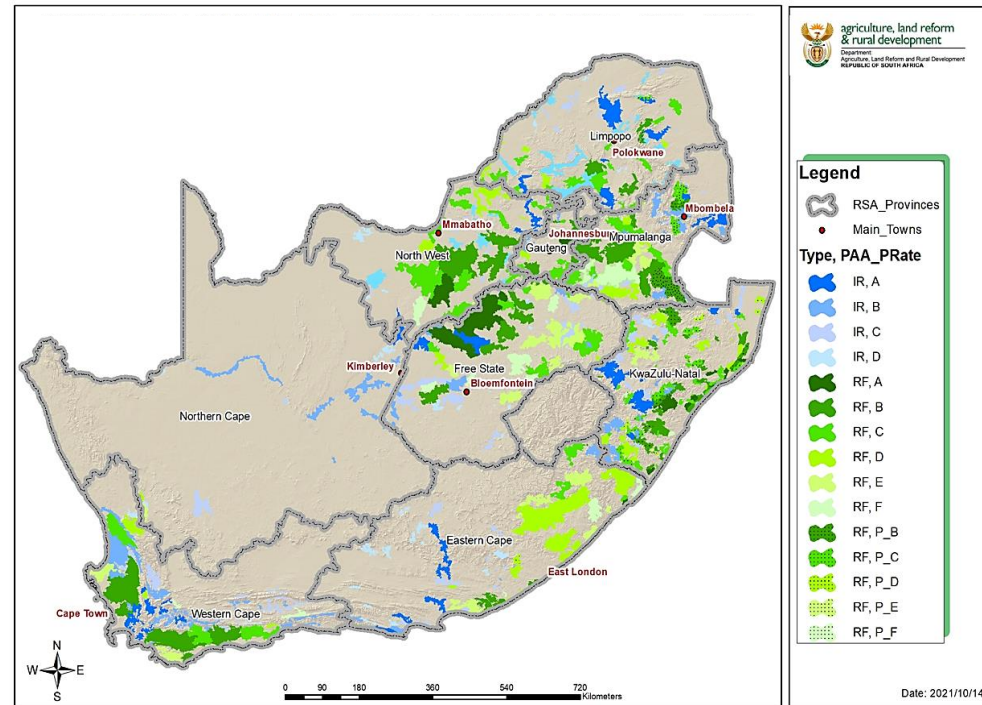 agriculture, land reform
& rural development
Department:
Agriculture, Land Reform and Rural Development
REPUBLIC OF SOUTH AFRICA
Limpopo
Polokwane
Mbombela
Mmabatho
Johannesbu
Mpumalanga
Gauteng
North West
Kimberley
Free State
KwaZulu-Natal
Bloemfontein
Northern Cape
Eastern Cape
East London
Cape Town
Western Cape
N
W E
S
0 90 180 360 540 720
Kilometers
Legend
RSA_Provinces
Main_Towns
Type, PAA_PRate
IR, A
IR, B
IR, C
IR, D
RF, A
RF, B
RF, C
RF, D
RF, E
RF, F
RF, P_B
RF, P_C
RF, P_D
RF, P_E
RF, P_F
Date: 2021/10/14